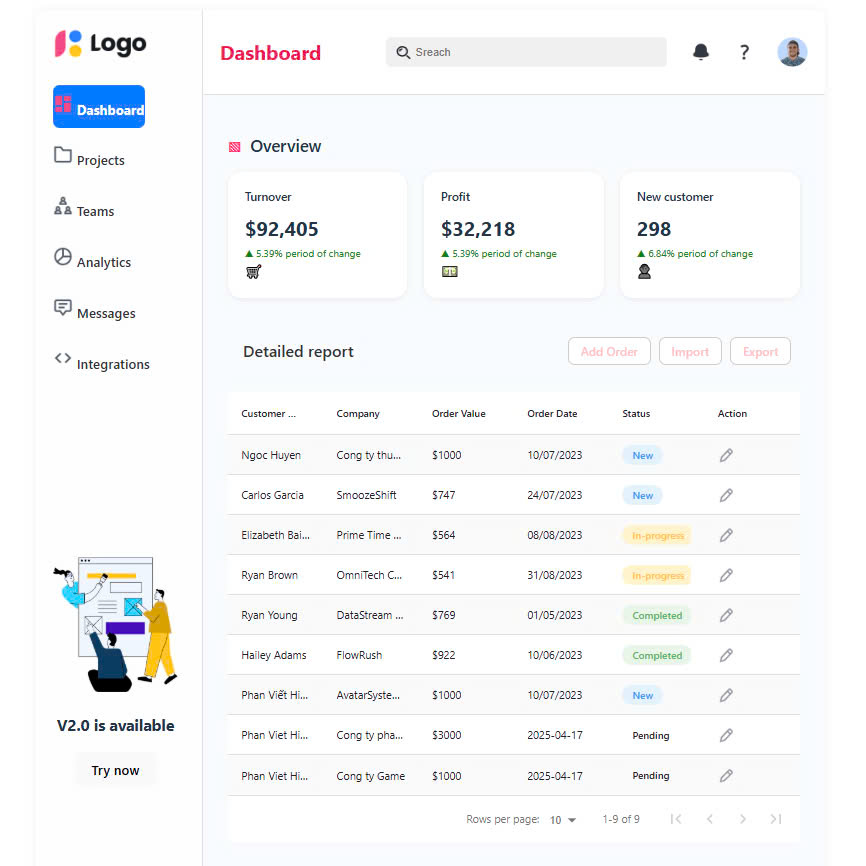 Logo
Dashboard
Sreach
Dashboard
Projects
Teams
Analytics
Messages
Integrations
V2.0 is available
Try now
Overview
Turnover
$92,405
▲ 5.39% period of change
Profit
$32,218
▲ 5.39% period of change
New customer
298
▲ 6.84% period of change
Detailed report
Add Order Import Export
Customer ... Company Order Value Order Date Status Action
Ngoc Huyen Cong ty thu... $1000 10/07/2023 New
Carlos Garcia SmoozeShift $747 24/07/2023 New
Elizabeth Bai... Prime Time ... $564 08/08/2023 In-progress
Ryan Brown OmniTech C... $541 31/08/2023 In-progress
Ryan Young DataStream ... $769 01/05/2023 Completed
Hailey Adams FlowRush $922 10/06/2023 Completed
Phan Viết Hi... AvatarSyste... $1000 10/07/2023 New
Phan Viet Hi... Cong ty pha... $3000 2025-04-17 Pending
Phan Viet Hi... Cong ty Game $1000 2025-04-17 Pending
Rows per page: 10 1-9 of 9